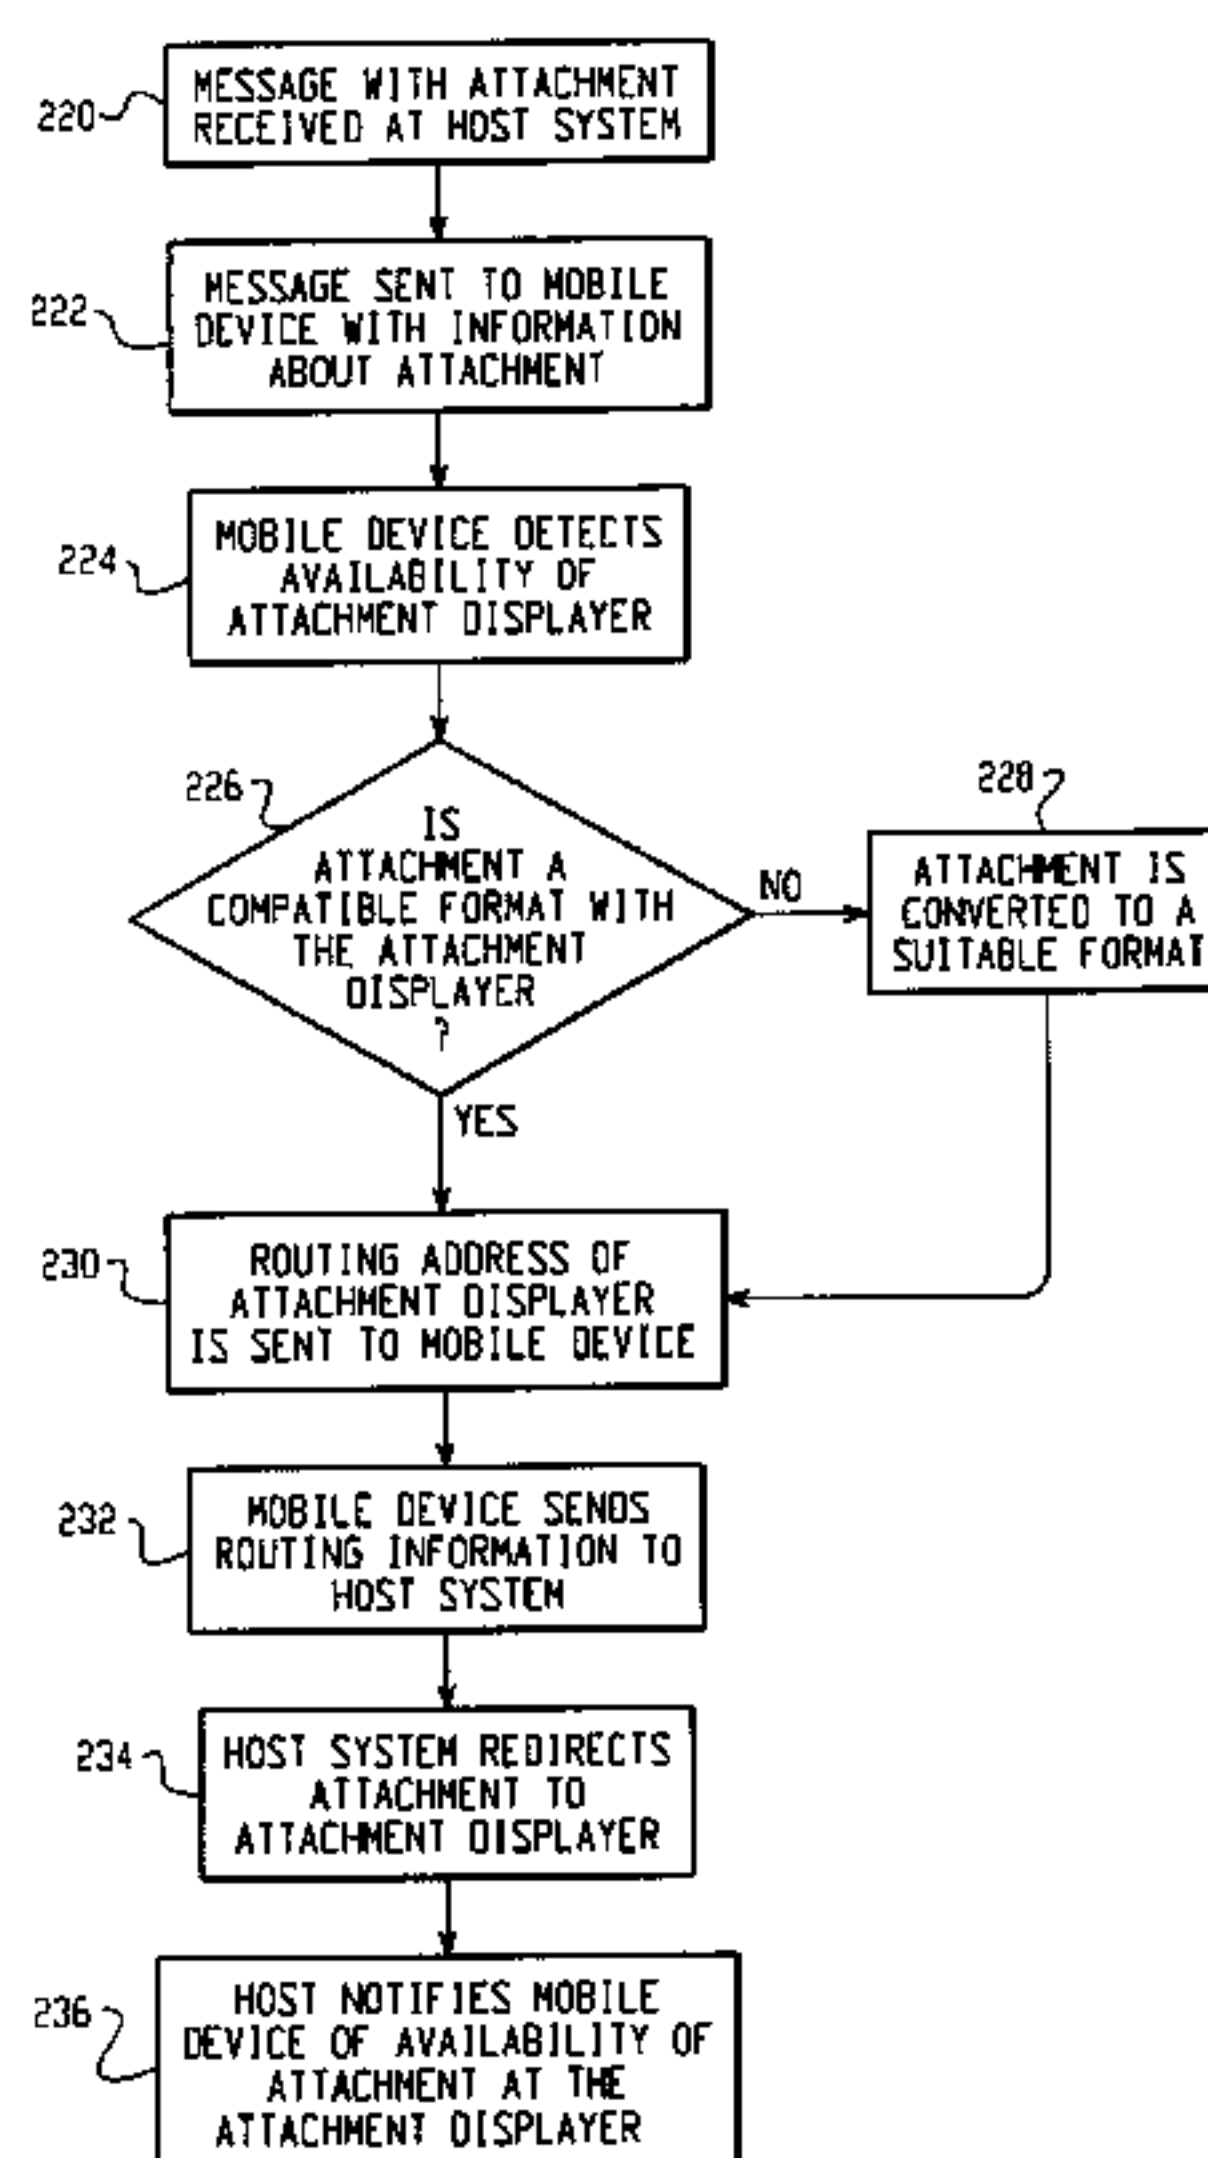 220
MESSAGE WITH ATTACHMENT
RECEIVED AT HOST SYSTEM
222
MESSAGE SENT TO MOBILE
DEVICE WITH INFORMATION
ABOUT ATTACHMENT
224
MOBILE DEVICE DETECTS
AVAILABILITY OF
ATTACHMENT DISPLAYER
226
IS
ATTACHMENT A
COMPATIBLE FORMAT WITH
THE ATTACHMENT
DISPLAYER
?
NO
228
ATTACHMENT IS
CONVERTED TO A
SUITABLE FORMAT
YES
230
ROUTING ADDRESS OF
ATTACHMENT DISPLAYER
IS SENT TO MOBILE DEVICE
232
MOBILE DEVICE SENDS
ROUTING INFORMATION TO
HOST SYSTEM
234
HOST SYSTEM REDIRECTS
ATTACHMENT TO
ATTACHMENT DISPLAYER
236
HOST NOTIFIES MOBILE
DEVICE OF AVAILABILITY OF
ATTACHMENT AT THE
ATTACHMENT DISPLAYER